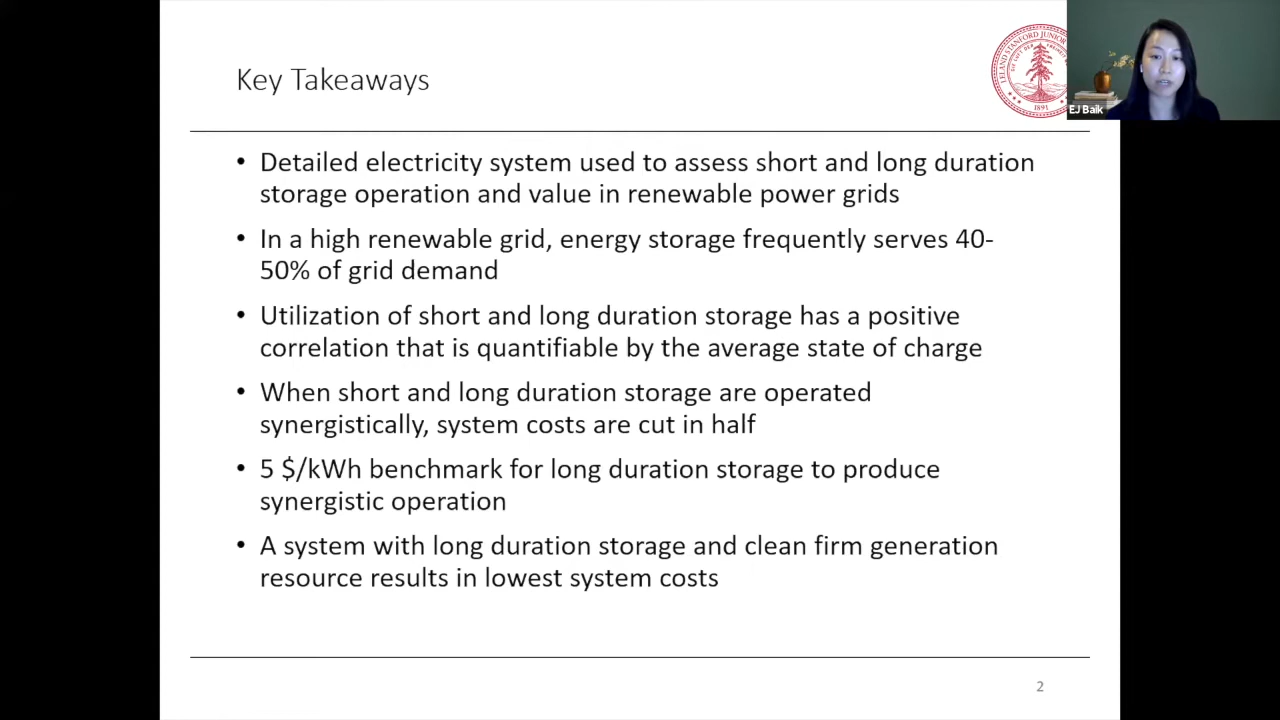 Key Takeaways
LELAND STANFORD JUNIOR
1891
EJ Baik
• Detailed electricity system used to assess short and long duration
storage operation and value in renewable power grids
• In a high renewable grid, energy storage frequently serves 40-
50% of grid demand
• Utilization of short and long duration storage has a positive
correlation that is quantifiable by the average state of charge
• When short and long duration storage are operated
synergistically, system costs are cut in half
• 5 $/kWh benchmark for long duration storage to produce
synergistic operation
• A system with long duration storage and clean firm generation
resource results in lowest system costs
2